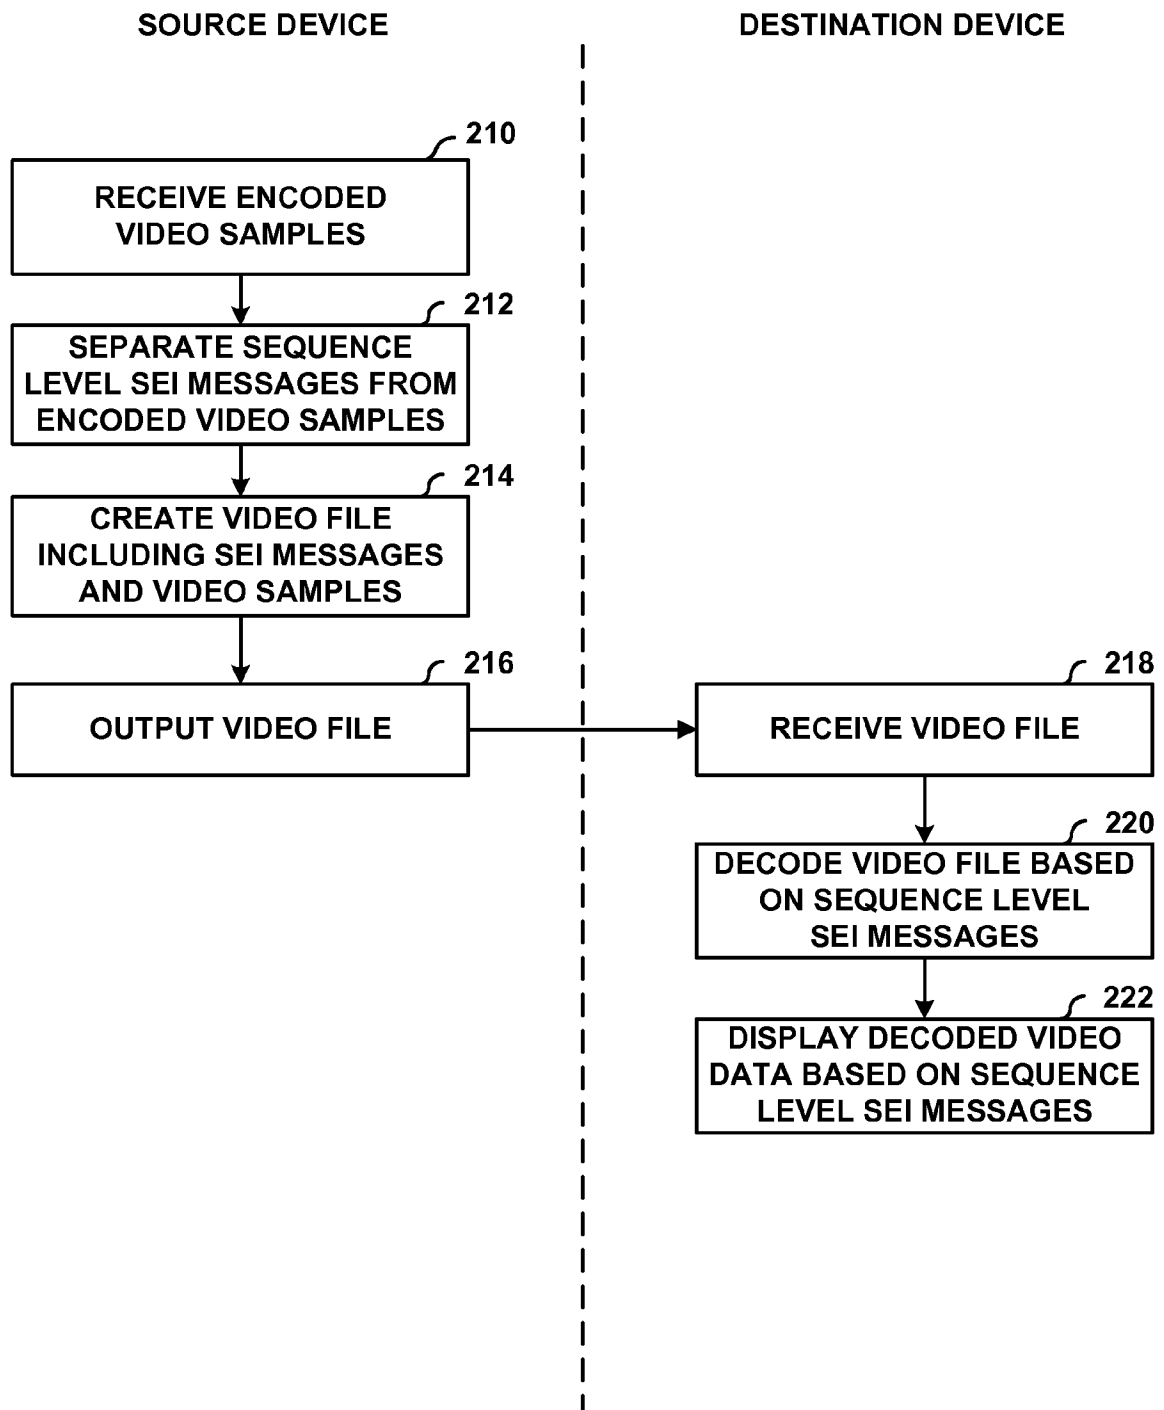 SOURCE DEVICE
DESTINATION DEVICE
210
RECEIVE ENCODED
VIDEO SAMPLES
212
SEPARATE SEQUENCE
LEVEL SEI MESSAGES FROM
ENCODED VIDEO SAMPLES
214
CREATE VIDEO FILE
INCLUDING SEI MESSAGES
AND VIDEO SAMPLES
216
OUTPUT VIDEO FILE
218
RECEIVE VIDEO FILE
220
DECODE VIDEO FILE BASED
ON SEQUENCE LEVEL
SEI MESSAGES
222
DISPLAY DECODED VIDEO
DATA BASED ON SEQUENCE
LEVEL SEI MESSAGES